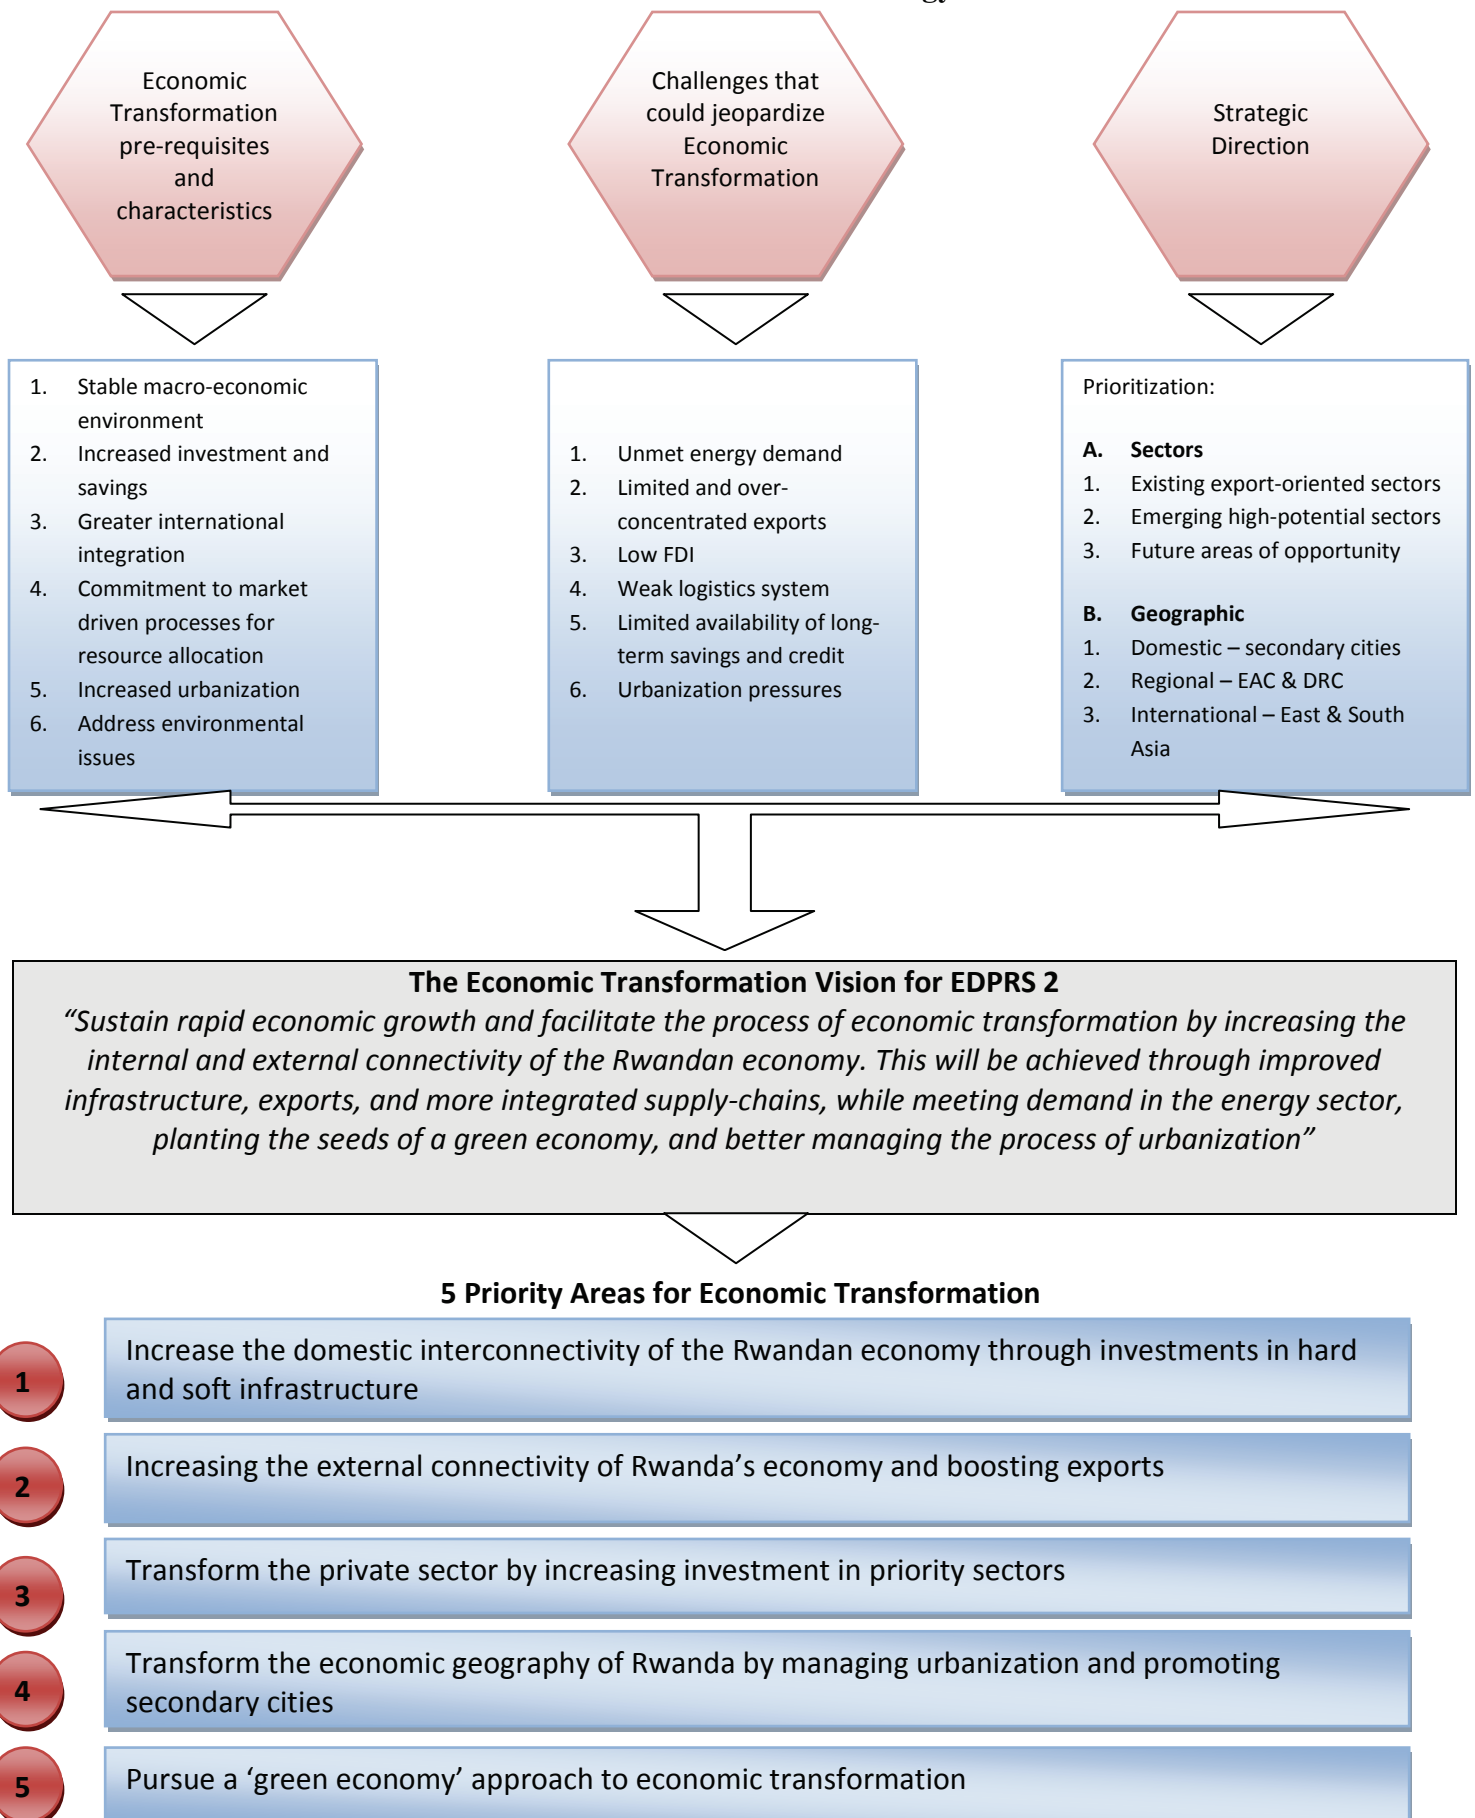 Economic
Transformation
pre-requisites
and
characteristics
Challenges that
could jeopardize
Economic
Transformation
Strategic
Direction
1. Stable macro-economic
environment
2. Increased investment and
savings
3. Greater international
integration
4. Commitment to market
driven processes for
resource allocation
5. Increased urbanization
6. Address environmental
issues
1. Unmet energy demand
2. Limited and over-
concentrated exports
3. Low FDI
4. Weak logistics system
5. Limited availability of long-
term savings and credit
6. Urbanization pressures
Prioritization:
A. Sectors
1. Existing export-oriented sectors
2. Emerging high-potential sectors
3. Future areas of opportunity
B. Geographic
1. Domestic – secondary cities
2. Regional – EAC & DRC
3. International – East & South
Asia
The Economic Transformation Vision for EDPRS 2
“Sustain rapid economic growth and facilitate the process of economic transformation by increasing the
internal and external connectivity of the Rwandan economy. This will be achieved through improved
infrastructure, exports, and more integrated supply-chains, while meeting demand in the energy sector,
planting the seeds of a green economy, and better managing the process of urbanization”
5 Priority Areas for Economic Transformation
1 Increase the domestic interconnectivity of the Rwandan economy through investments in hard
and soft infrastructure
2 Increasing the external connectivity of Rwanda’s economy and boosting exports
3 Transform the private sector by increasing investment in priority sectors
4 Transform the economic geography of Rwanda by managing urbanization and promoting
secondary cities
5 Pursue a ‘green economy’ approach to economic transformation